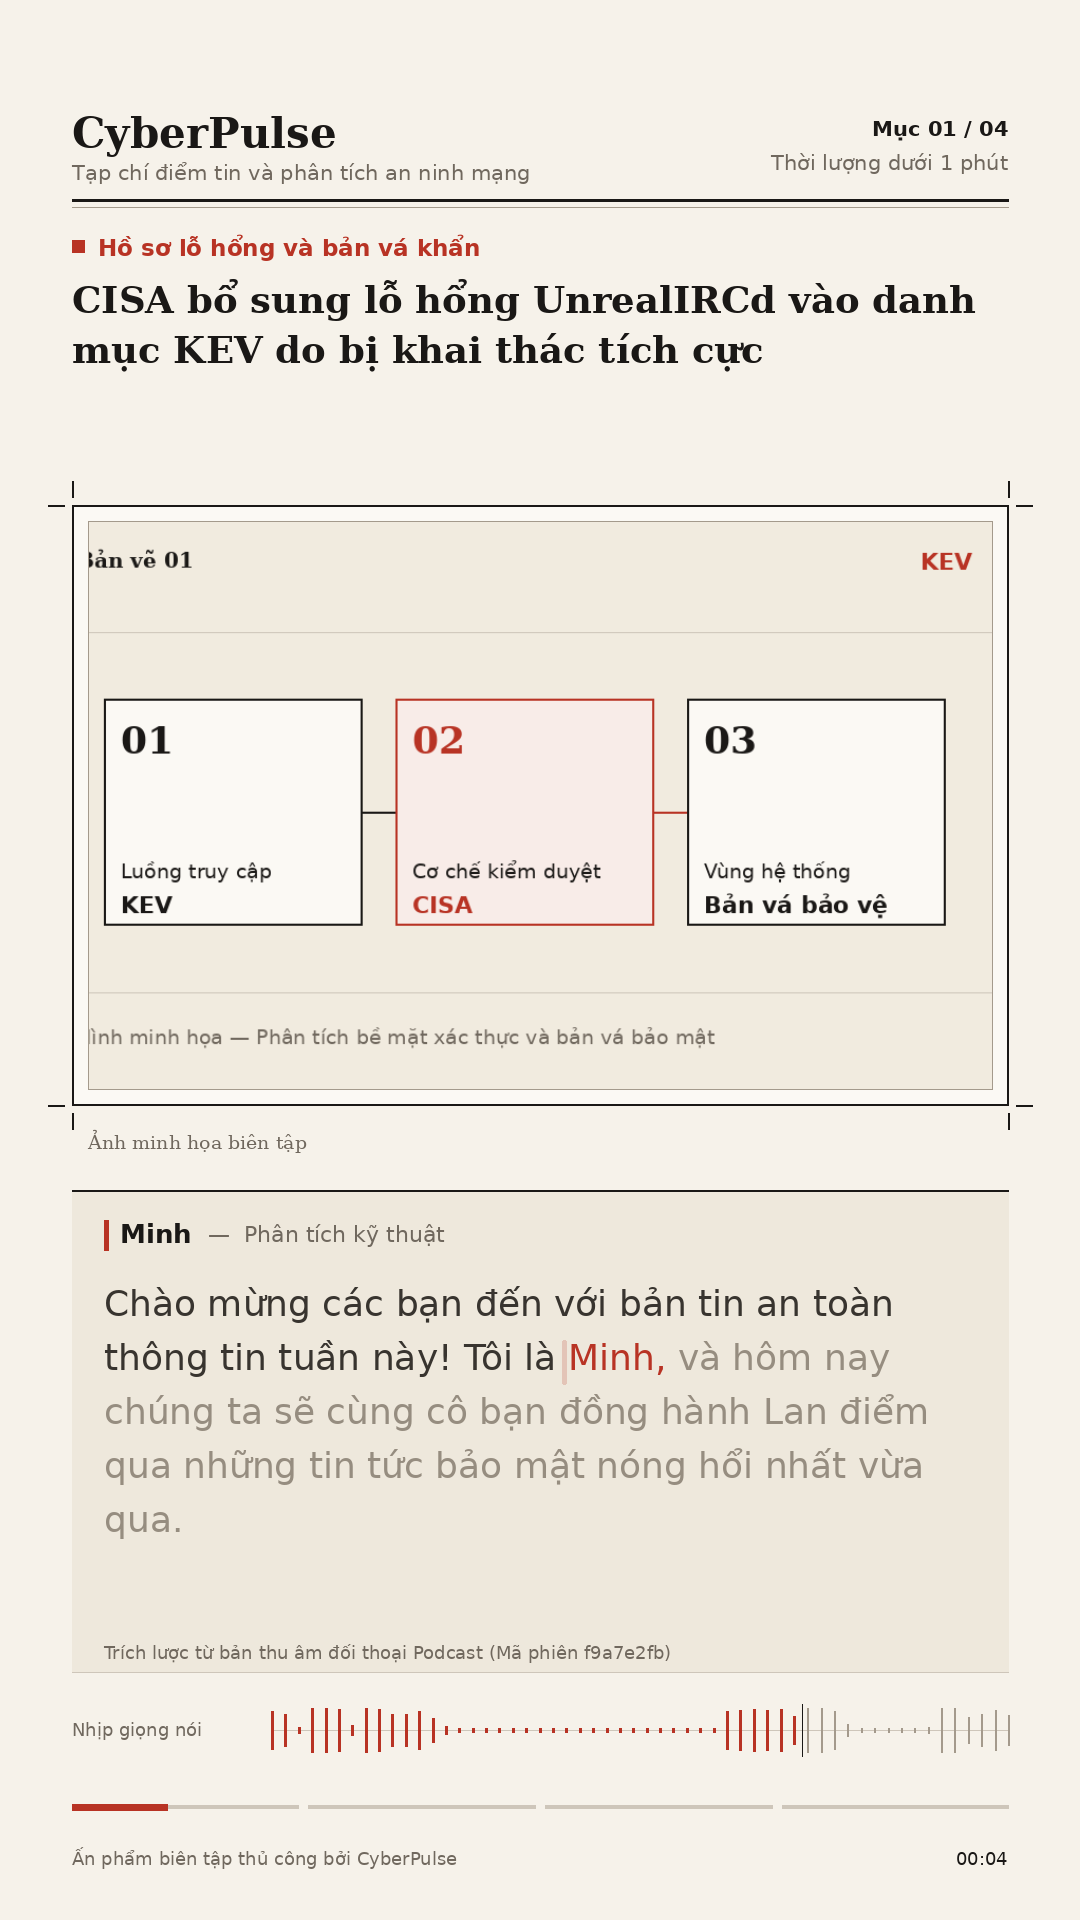 CyberPulse
Tạp chí điểm tin và phân tích an ninh mạng
Mục 01 / 04
Thời lượng dưới 1 phút
Hồ sơ lỗ hổng và bản vá khẩn
CISA bổ sung lỗ hổng UnrealIRCd vào danh
mục KEV do bị khai thác tích cực
Bản vẽ 01
KEV
01
Luồng truy cập
KEV
02
Cơ chế kiểm duyệt
CISA
03
Vùng hệ thống
Bản vá bảo vệ
minh họa — Phân tích bề mặt xác thực và bản vá bảo mật
Ảnh minh họa biên tập
Minh — Phân tích kỹ thuật
Chào mừng các bạn đến với bản tin an toàn
thông tin tuần này! Tôi là Minh, và hôm nay
chúng ta sẽ cùng cô bạn đồng hành Lan điểm
qua những tin tức bảo mật nóng hổi nhất vừa
qua.
Trích lược từ bản thu âm đối thoại Podcast (Mã phiên f9a7e2fb)
Nhịp giọng nói
Ấn phẩm biên tập thủ công bởi CyberPulse
00:04